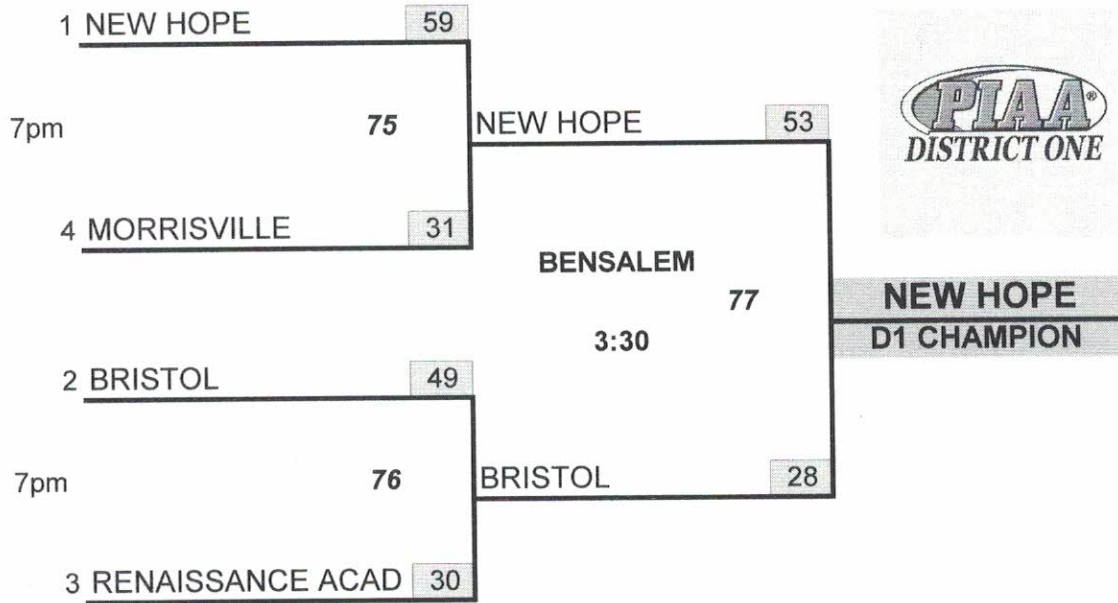 1 NEW HOPE 59
7pm 75
4 MORRISVILLE 31
NEW HOPE 53
BENSALEM
77
3:30
2 BRISTOL 49
7pm 76
3 RENAISSANCE ACAD 30
BRISTOL 28
PIAA®
DISTRICT ONE
NEW HOPE
D1 CHAMPION